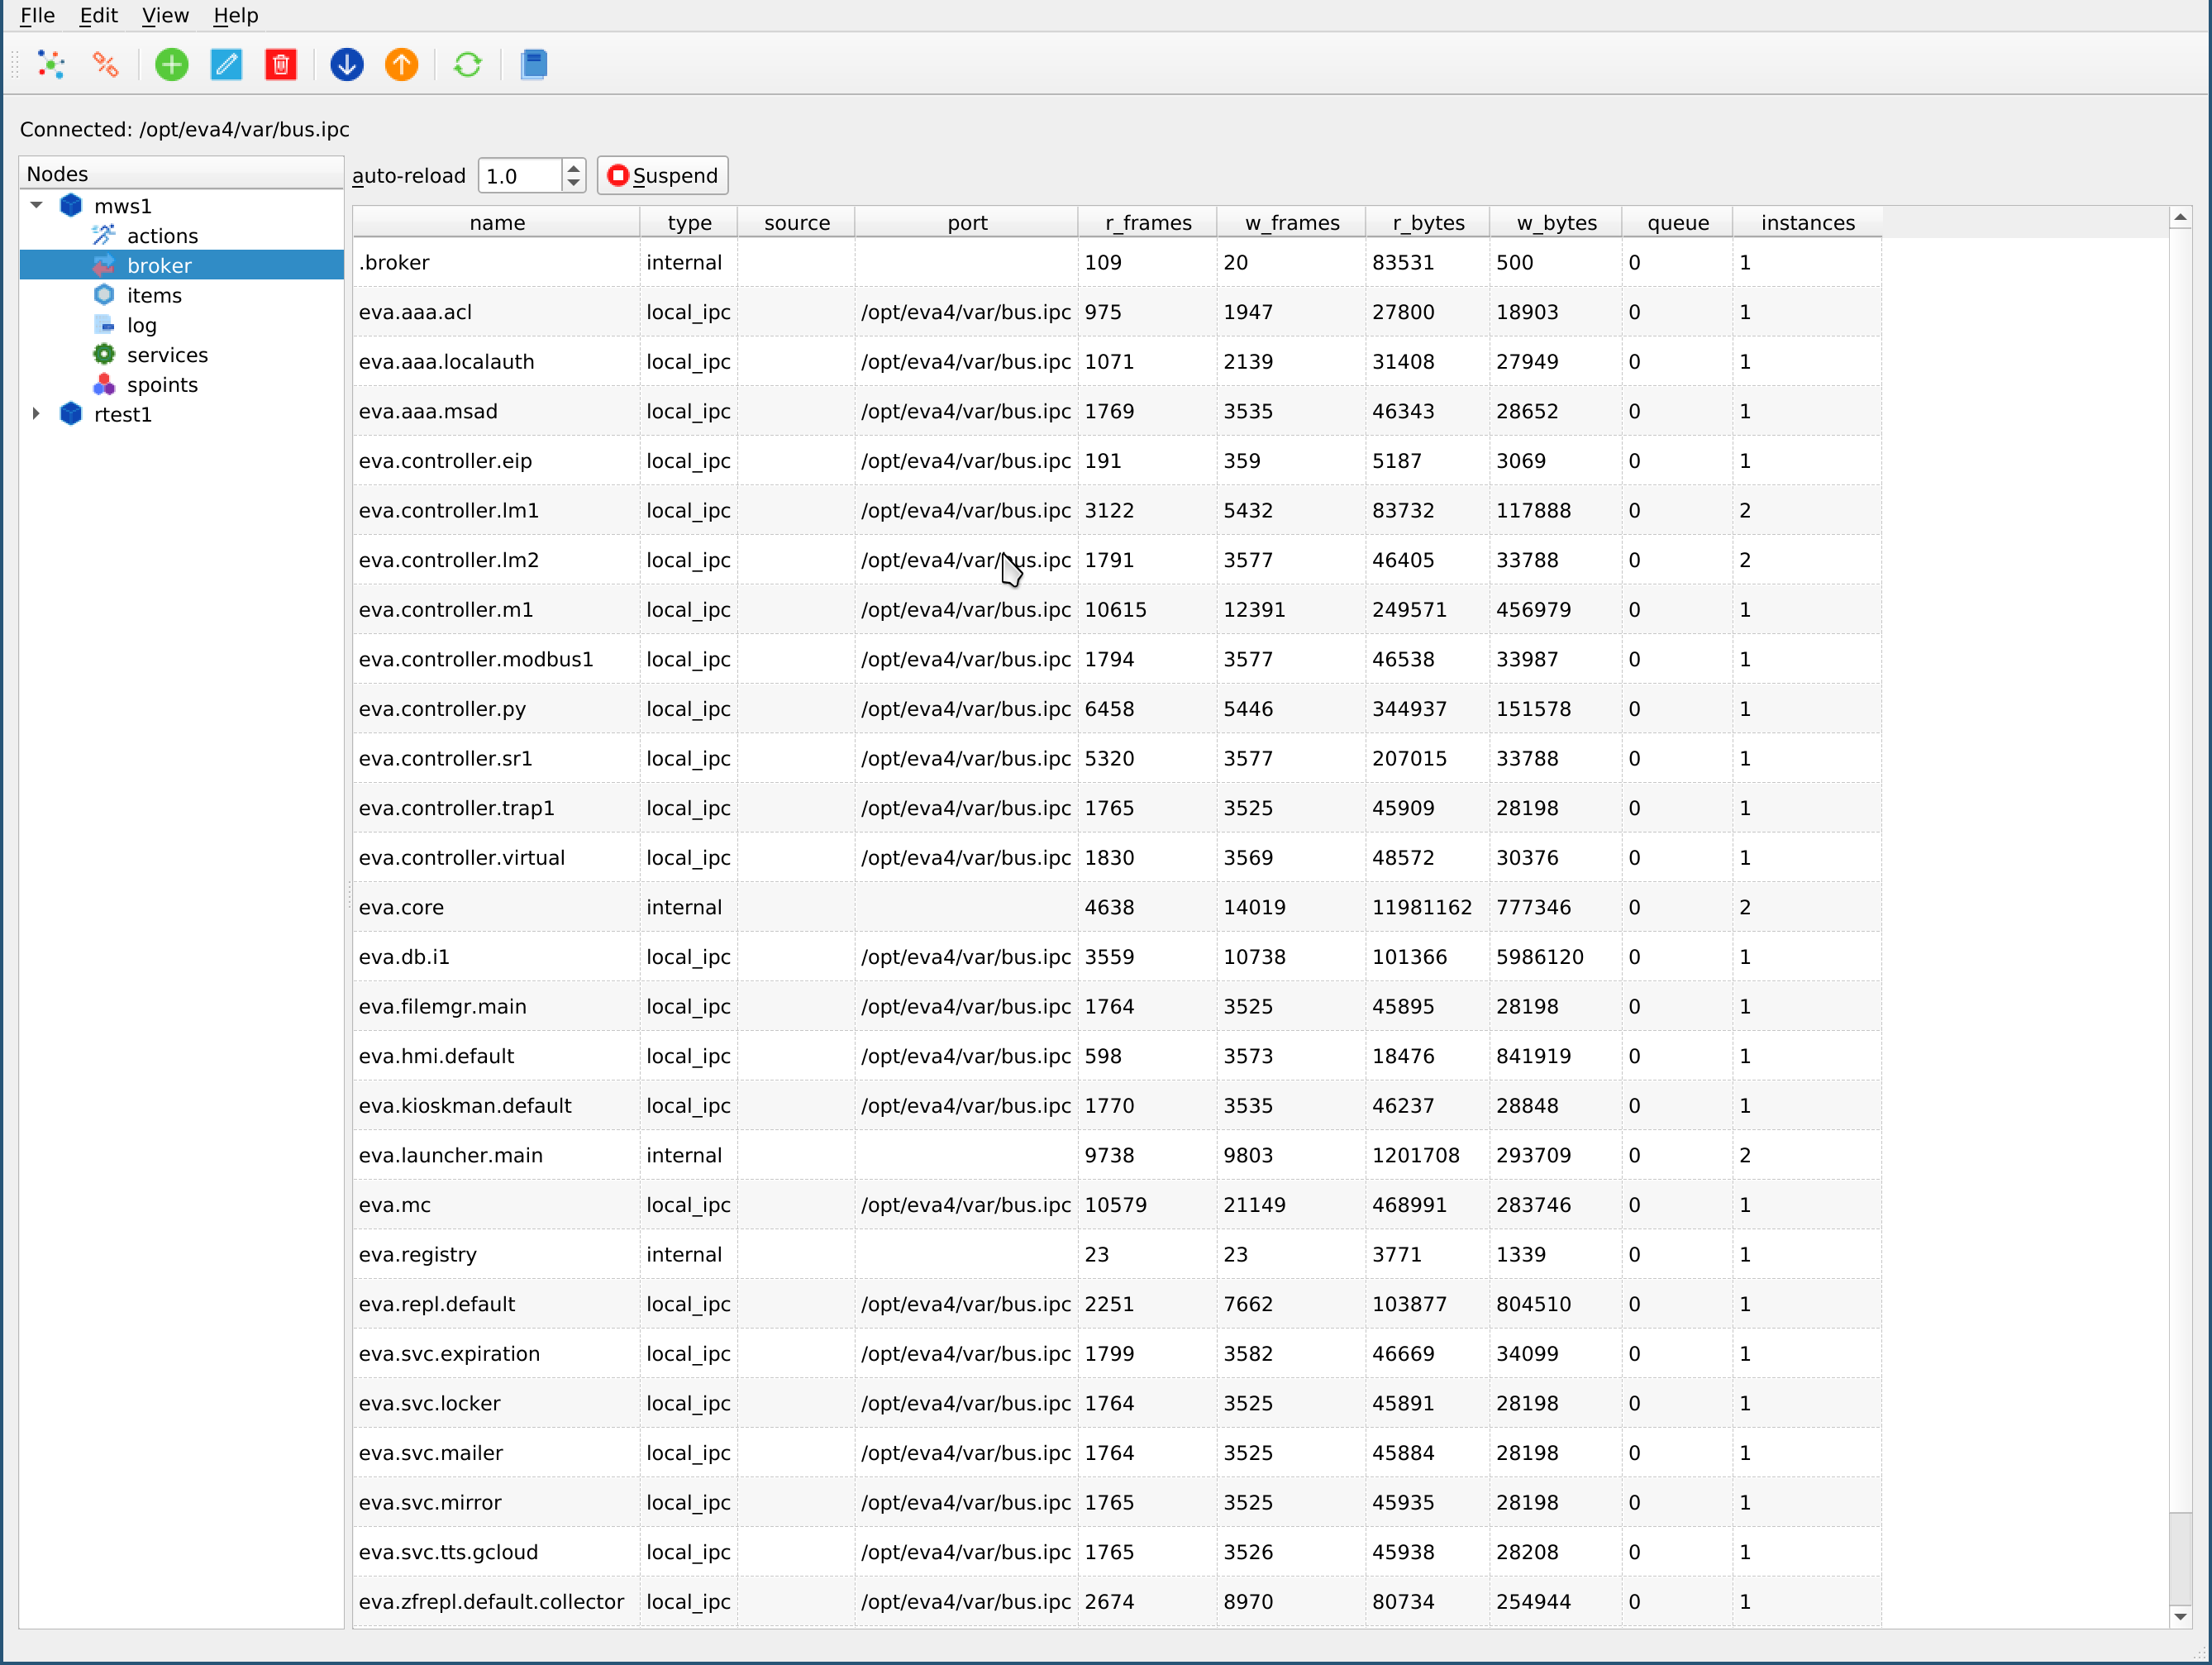 FIle Edit View Help
Connected: /opt/eva4/var/bus.ipc
Nodes
mws1
actions
broker
items
log
services
spoints
rtest1
auto-reload 1.0 Suspend
name type source port r_frames w_frames r_bytes w_bytes queue instances
.broker internal 109 20 83531 500 0 1
eva.aaa.acl local_ipc /opt/eva4/var/bus.ipc 975 1947 27800 18903 0 1
eva.aaa.localauth local_ipc /opt/eva4/var/bus.ipc 1071 2139 31408 27949 0 1
eva.aaa.msad local_ipc /opt/eva4/var/bus.ipc 1769 3535 46343 28652 0 1
eva.controller.eip local_ipc /opt/eva4/var/bus.ipc 191 359 5187 3069 0 1
eva.controller.lm1 local_ipc /opt/eva4/var/bus.ipc 3122 5432 83732 117888 0 2
eva.controller.lm2 local_ipc /opt/eva4/var/bus.ipc 1791 3577 46405 33788 0 2
eva.controller.m1 local_ipc /opt/eva4/var/bus.ipc 10615 12391 249571 456979 0 1
eva.controller.modbus1 local_ipc /opt/eva4/var/bus.ipc 1794 3577 46538 33987 0 1
eva.controller.py local_ipc /opt/eva4/var/bus.ipc 6458 5446 344937 151578 0 1
eva.controller.sr1 local_ipc /opt/eva4/var/bus.ipc 5320 3577 207015 33788 0 1
eva.controller.trap1 local_ipc /opt/eva4/var/bus.ipc 1765 3525 45909 28198 0 1
eva.controller.virtual local_ipc /opt/eva4/var/bus.ipc 1830 3569 48572 30376 0 1
eva.core internal 4638 14019 11981162 777346 0 2
eva.db.i1 local_ipc /opt/eva4/var/bus.ipc 3559 10738 101366 5986120 0 1
eva.filemgr.main local_ipc /opt/eva4/var/bus.ipc 1764 3525 45895 28198 0 1
eva.hmi.default local_ipc /opt/eva4/var/bus.ipc 598 3573 18476 841919 0 1
eva.kioskman.default local_ipc /opt/eva4/var/bus.ipc 1770 3535 46237 28848 0 1
eva.launcher.main internal 9738 9803 1201708 293709 0 2
eva.mc local_ipc /opt/eva4/var/bus.ipc 10579 21149 468991 283746 0 1
eva.registry internal 23 23 3771 1339 0 1
eva.repl.default local_ipc /opt/eva4/var/bus.ipc 2251 7662 103877 804510 0 1
eva.svc.expiration local_ipc /opt/eva4/var/bus.ipc 1799 3582 46669 34099 0 1
eva.svc.locker local_ipc /opt/eva4/var/bus.ipc 1764 3525 45891 28198 0 1
eva.svc.mailer local_ipc /opt/eva4/var/bus.ipc 1764 3525 45884 28198 0 1
eva.svc.mirror local_ipc /opt/eva4/var/bus.ipc 1765 3525 45935 28198 0 1
eva.svc.tts.gcloud local_ipc /opt/eva4/var/bus.ipc 1765 3526 45938 28208 0 1
eva.zfrepl.default.collector local_ipc /opt/eva4/var/bus.ipc 2674 8970 80734 254944 0 1